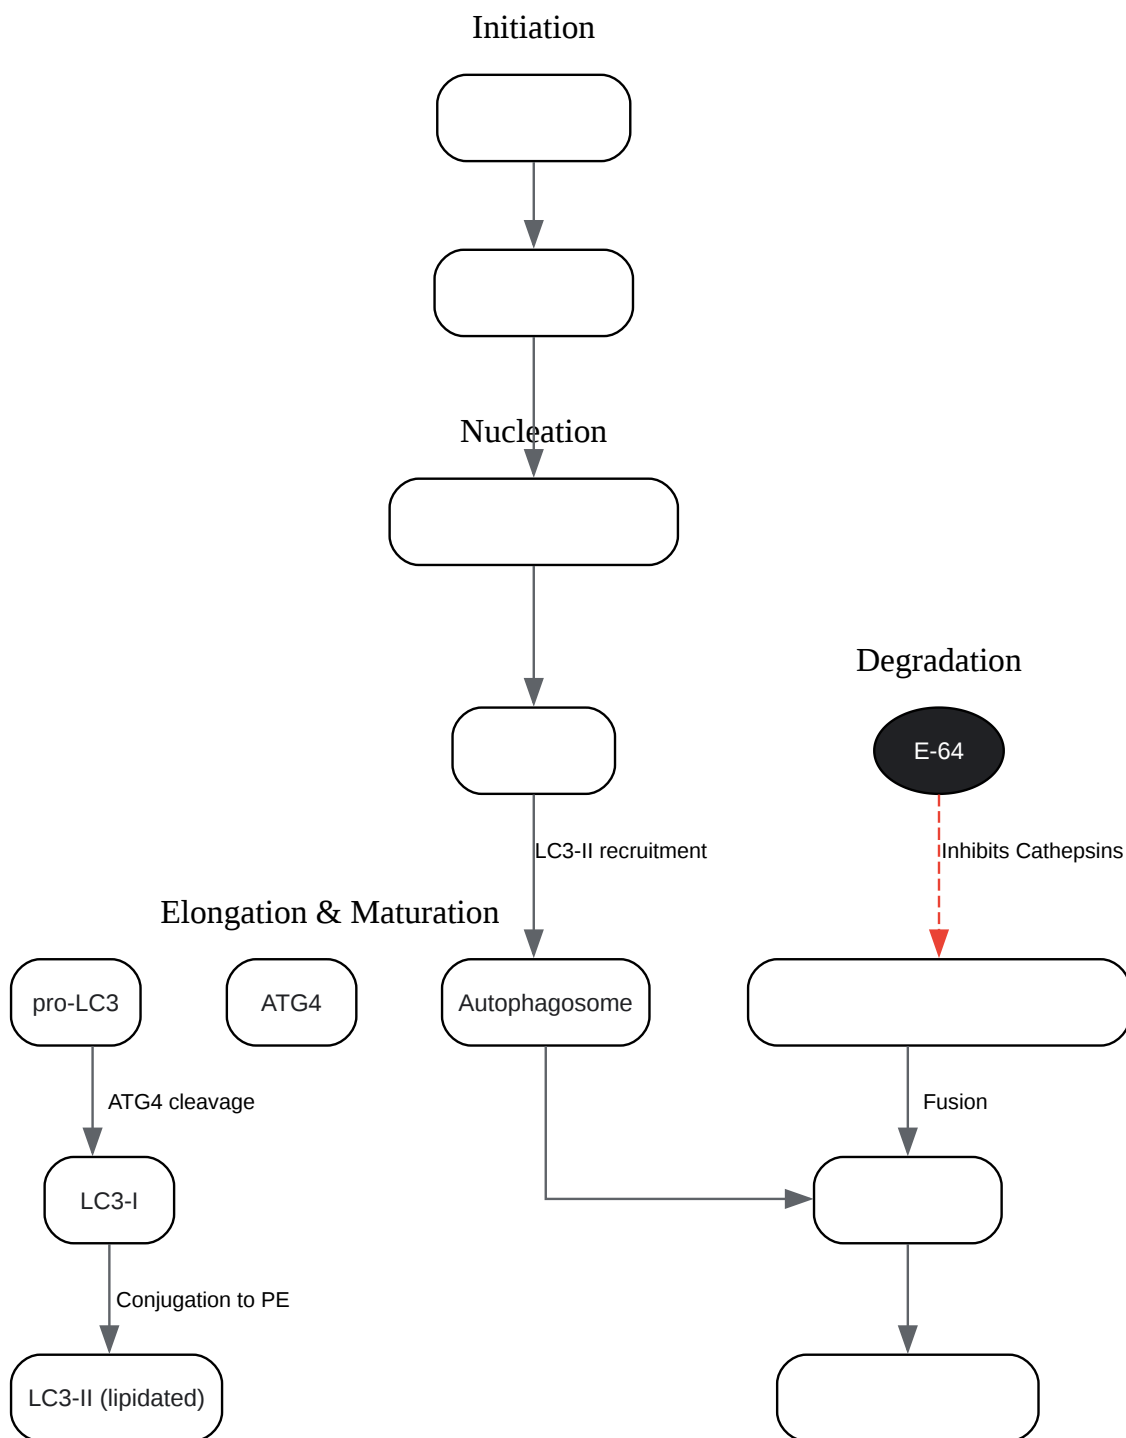 Initiation
Nucleation
Degradation
E-64
LC3-II recruitment
Inhibits Cathepsins
Elongation & Maturation
pro-LC3
ATG4
Autophagosome
ATG4 cleavage
Fusion
LC3-I
Conjugation to PE
LC3-II (lipidated)